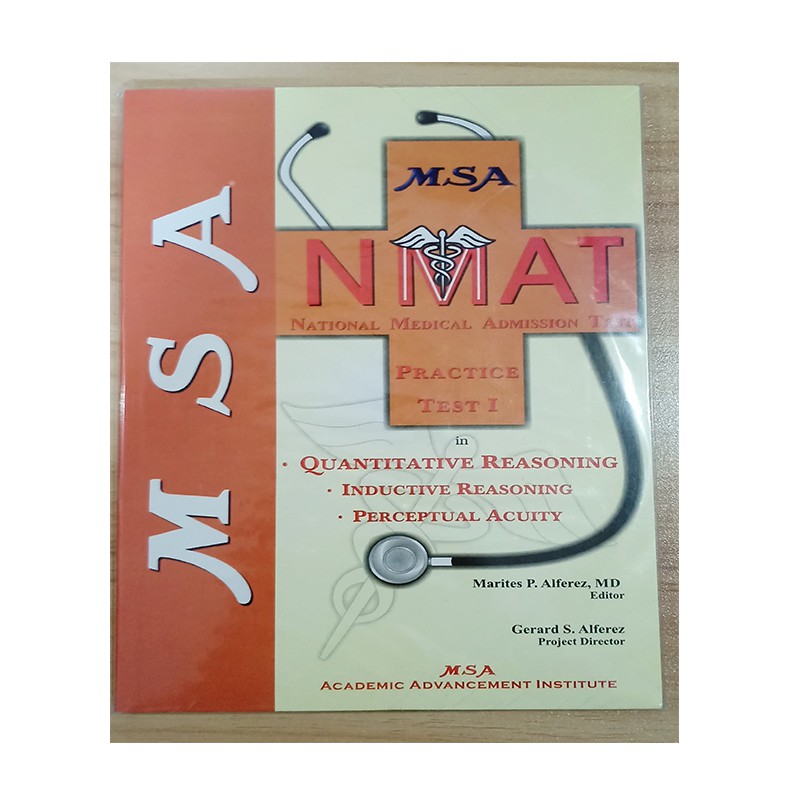 MSA
MSA
NMAT
NATIONAL MEDICAL ADMISSION TEST
PRACTICE
TEST I
in
· QUANTITATIVE REASONING
· INDUCTIVE REASONING
· PERCEPTUAL ACUITY
Marites P. Alferez, MD
Editor
Gerard S. Alferez
Project Director
MSA
ACADEMIC ADVANCEMENT INSTITUTE